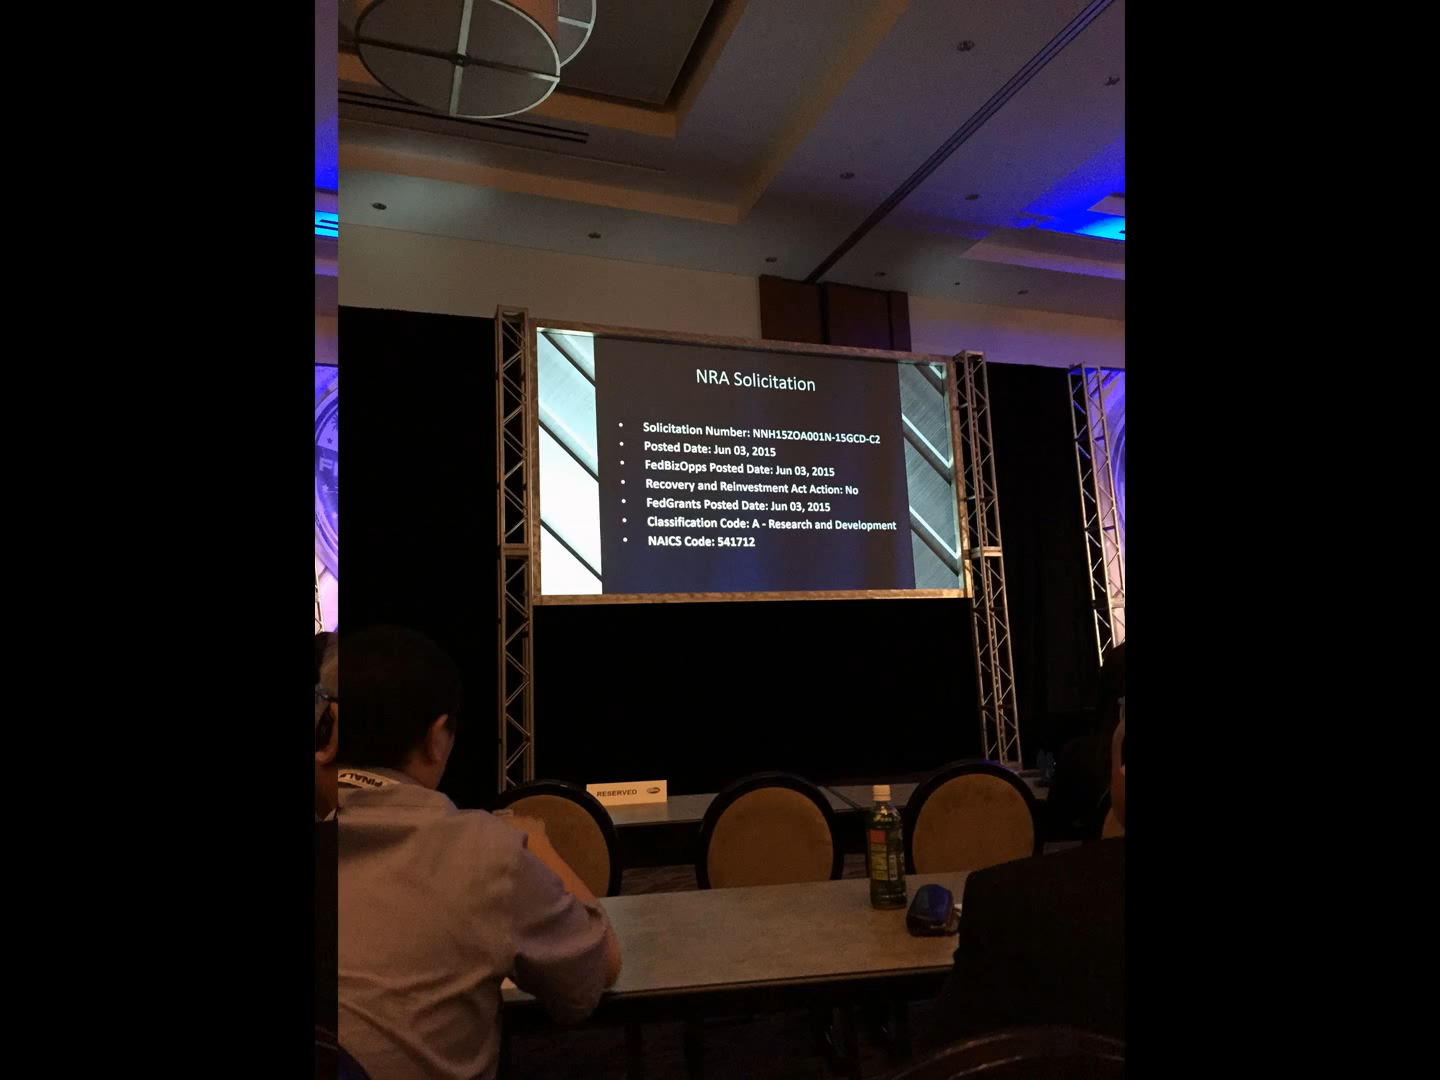 NRA Solicitation
• Solicitation Number: NNH15ZOA001N-15GCD-C2
• Posted Date: Jun 03, 2015
• FedBizOpps Posted Date: Jun 03, 2015
• Recovery and Reinvestment Act Action: No
• FedGrants Posted Date: Jun 03, 2015
• Classification Code: A - Research and Development
• NAICS Code: 541712
RESERVED